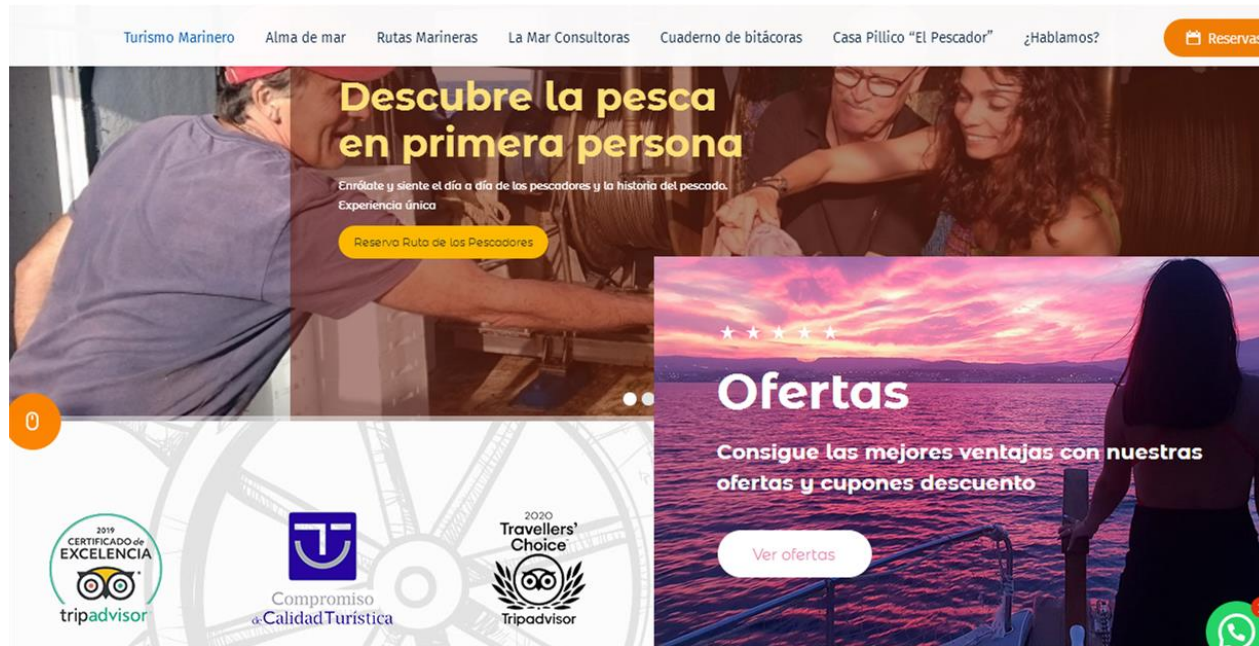 Turismo Marinero
Alma de mar
Rutas Marineras
La Mar Consultoras
Cuaderno de bitácoras
Casa Pillico “El Pescador”
¿Hablamos?
Reservas
Descubre la pesca
en primera persona
Enrólate y siente el día a día de los pescadores y la historia del pescado.
Experiencia única
Reserva Ruta de los Pescadores
Ofertas
Consigue las mejores ventajas con nuestras
ofertas y cupones descuento
Ver ofertas
2019
CERTIFICADO de
EXCELENCIA
tripadvisor
Compromiso
de Calidad Turística
2020
Travellers'
Choice
Tripadvisor